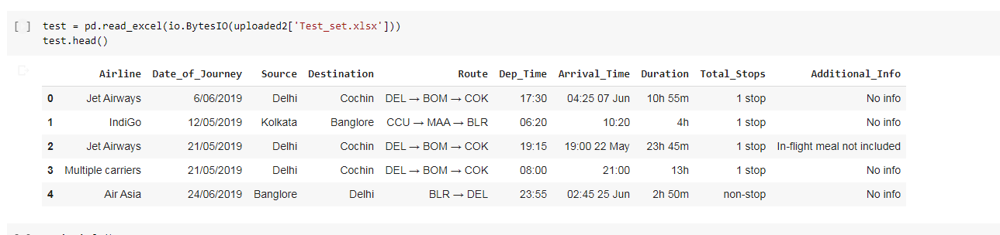 [ ] test = pd.read_excel(io.BytesIO(uploaded2['Test_set.xlsx']))
test.head()
Airline Date_of_Journey Source Destination Route Dep_Time Arrival_Time Duration Total_Stops Additional_Info
0 Jet Airways 6/06/2019 Delhi Cochin DEL → BOM → COK 17:30 04:25 07 Jun 10h 55m 1 stop No info
1 IndiGo 12/05/2019 Kolkata Banglore CCU → MAA → BLR 06:20 10:20 4h 1 stop No info
2 Jet Airways 21/05/2019 Delhi Cochin DEL → BOM → COK 19:15 19:00 22 May 23h 45m 1 stop In-flight meal not included
3 Multiple carriers 21/05/2019 Delhi Cochin DEL → BOM → COK 08:00 21:00 13h 1 stop No info
4 Air Asia 24/06/2019 Banglore Delhi BLR → DEL 23:55 02:45 25 Jun 2h 50m non-stop No info